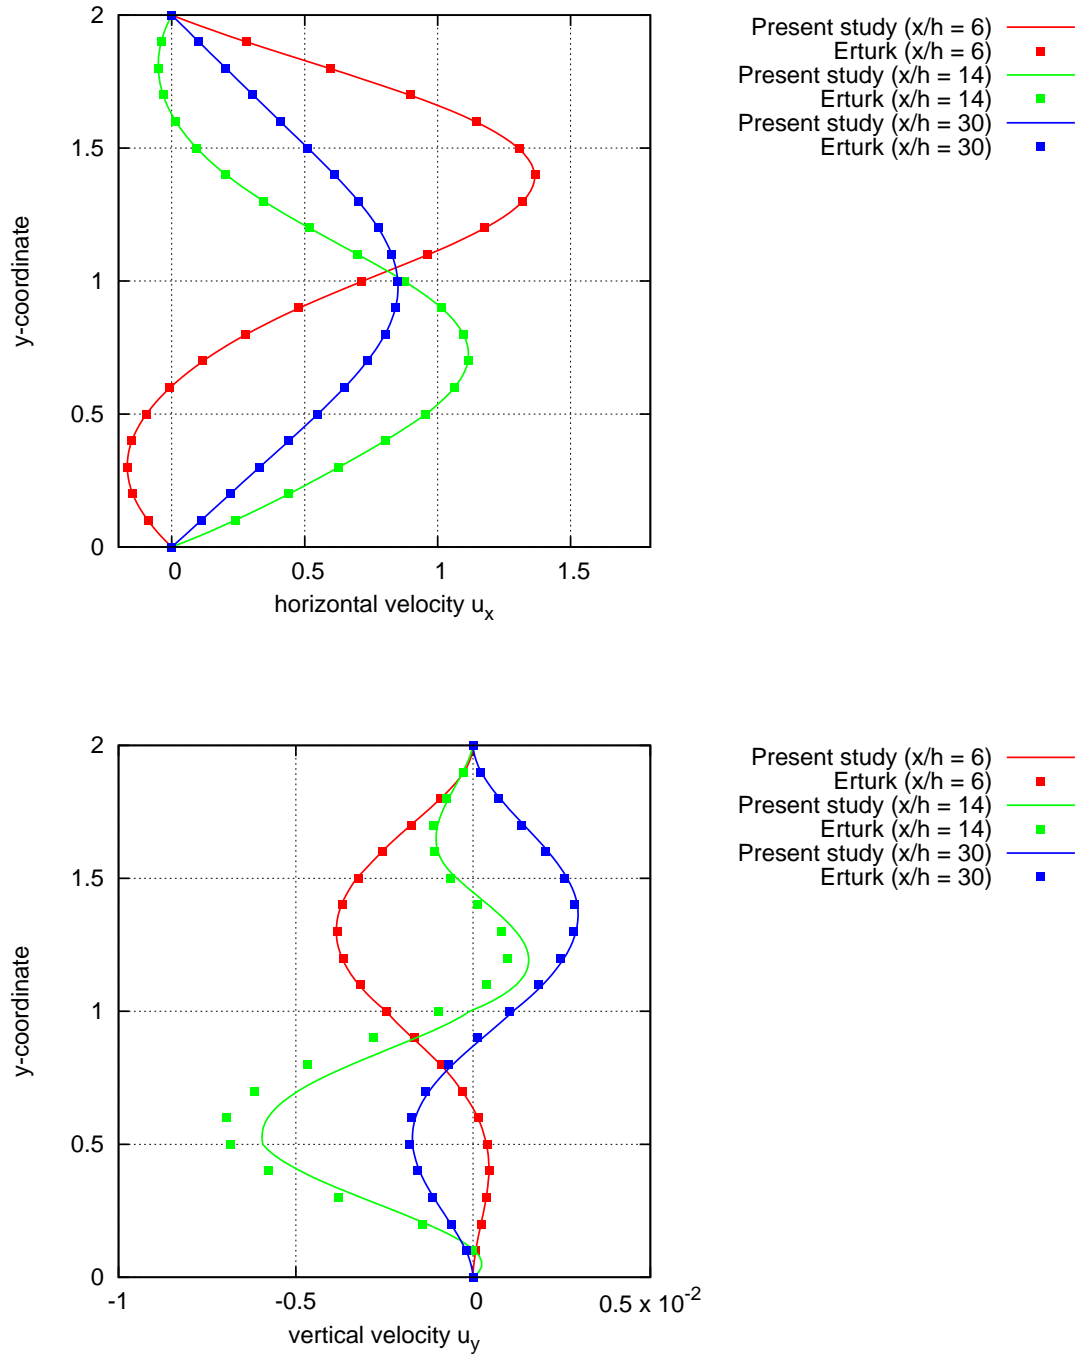 2
1.5
1
0.5
0
y-coordinate
0
0.5
1
1.5
horizontal velocity u_x
Present study (x/h = 6)
Erturk (x/h = 6)
Present study (x/h = 14)
Erturk (x/h = 14)
Present study (x/h = 30)
Erturk (x/h = 30)
2
1.5
1
0.5
0
y-coordinate
-1
-0.5
0
0.5 x 10^-2
vertical velocity u_y
Present study (x/h = 6)
Erturk (x/h = 6)
Present study (x/h = 14)
Erturk (x/h = 14)
Present study (x/h = 30)
Erturk (x/h = 30)